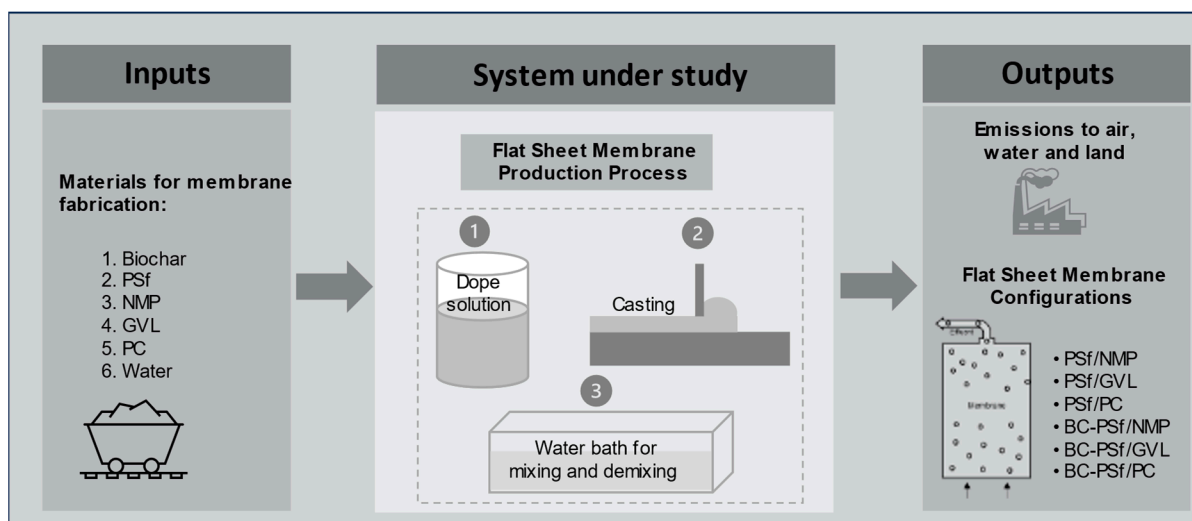 Inputs
System under study
Outputs
Materials for membrane
fabrication:
1. Biochar
2. PSf
3. NMP
4. GVL
5. PC
6. Water
Flat Sheet Membrane
Production Process
1
Dope
solution
2
Casting
3
Water bath for
mixing and demixing
Emissions to air,
water and land
Flat Sheet Membrane
Configurations
Effluent
Membrane
• PSf/NMP
• PSf/GVL
• PSf/PC
• BC-PSf/NMP
• BC-PSf/GVL
• BC-PSf/PC